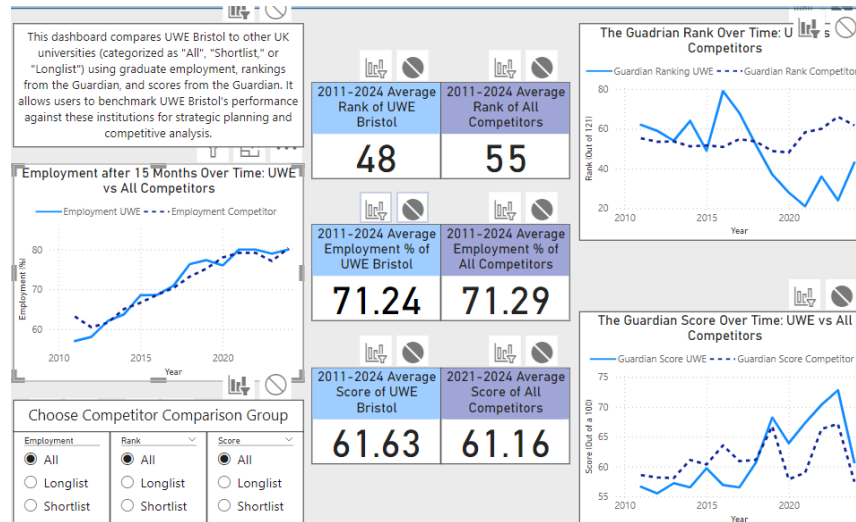 This dashboard compares UWE Bristol to other UK
universities (categorized as "All", "Shortlist," or
"Longlist") using graduate employment, rankings
from the Guardian, and scores from the Guardian. It
allows users to benchmark UWE Bristol's performance
against these institutions for strategic planning and
competitive analysis.
Employment after 15 Months Over Time: UWE
vs All Competitors
Employment UWE
Employment Competitor
Employment (%)
80
70
60
2010
2015
2020
Year
Choose Competitor Comparison Group
Employment
All
Longlist
Shortlist
Rank
All
Longlist
Shortlist
Score
All
Longlist
Shortlist
2011-2024 Average
Rank of UWE
Bristol
48
2011-2024 Average
Rank of All
Competitors
55
2011-2024 Average
Employment % of
UWE Bristol
71.24
2011-2024 Average
Employment % of
All Competitors
71.29
2011-2024 Average
Score of UWE
Bristol
61.63
2021-2024 Average
Score of All
Competitors
61.16
The Guadrian Rank Over Time: U s
Competitors
Guardian Ranking UWE
Guardian Rank Competitor
Rank (Out of 121)
80
60
40
20
2010
2015
2020
Year
The Guardian Score Over Time: UWE vs All
Competitors
Guardian Score UWE
Guardian Score Competitor
Score (Out of a 100)
75
70
65
60
55
2010
2015
2020
Year